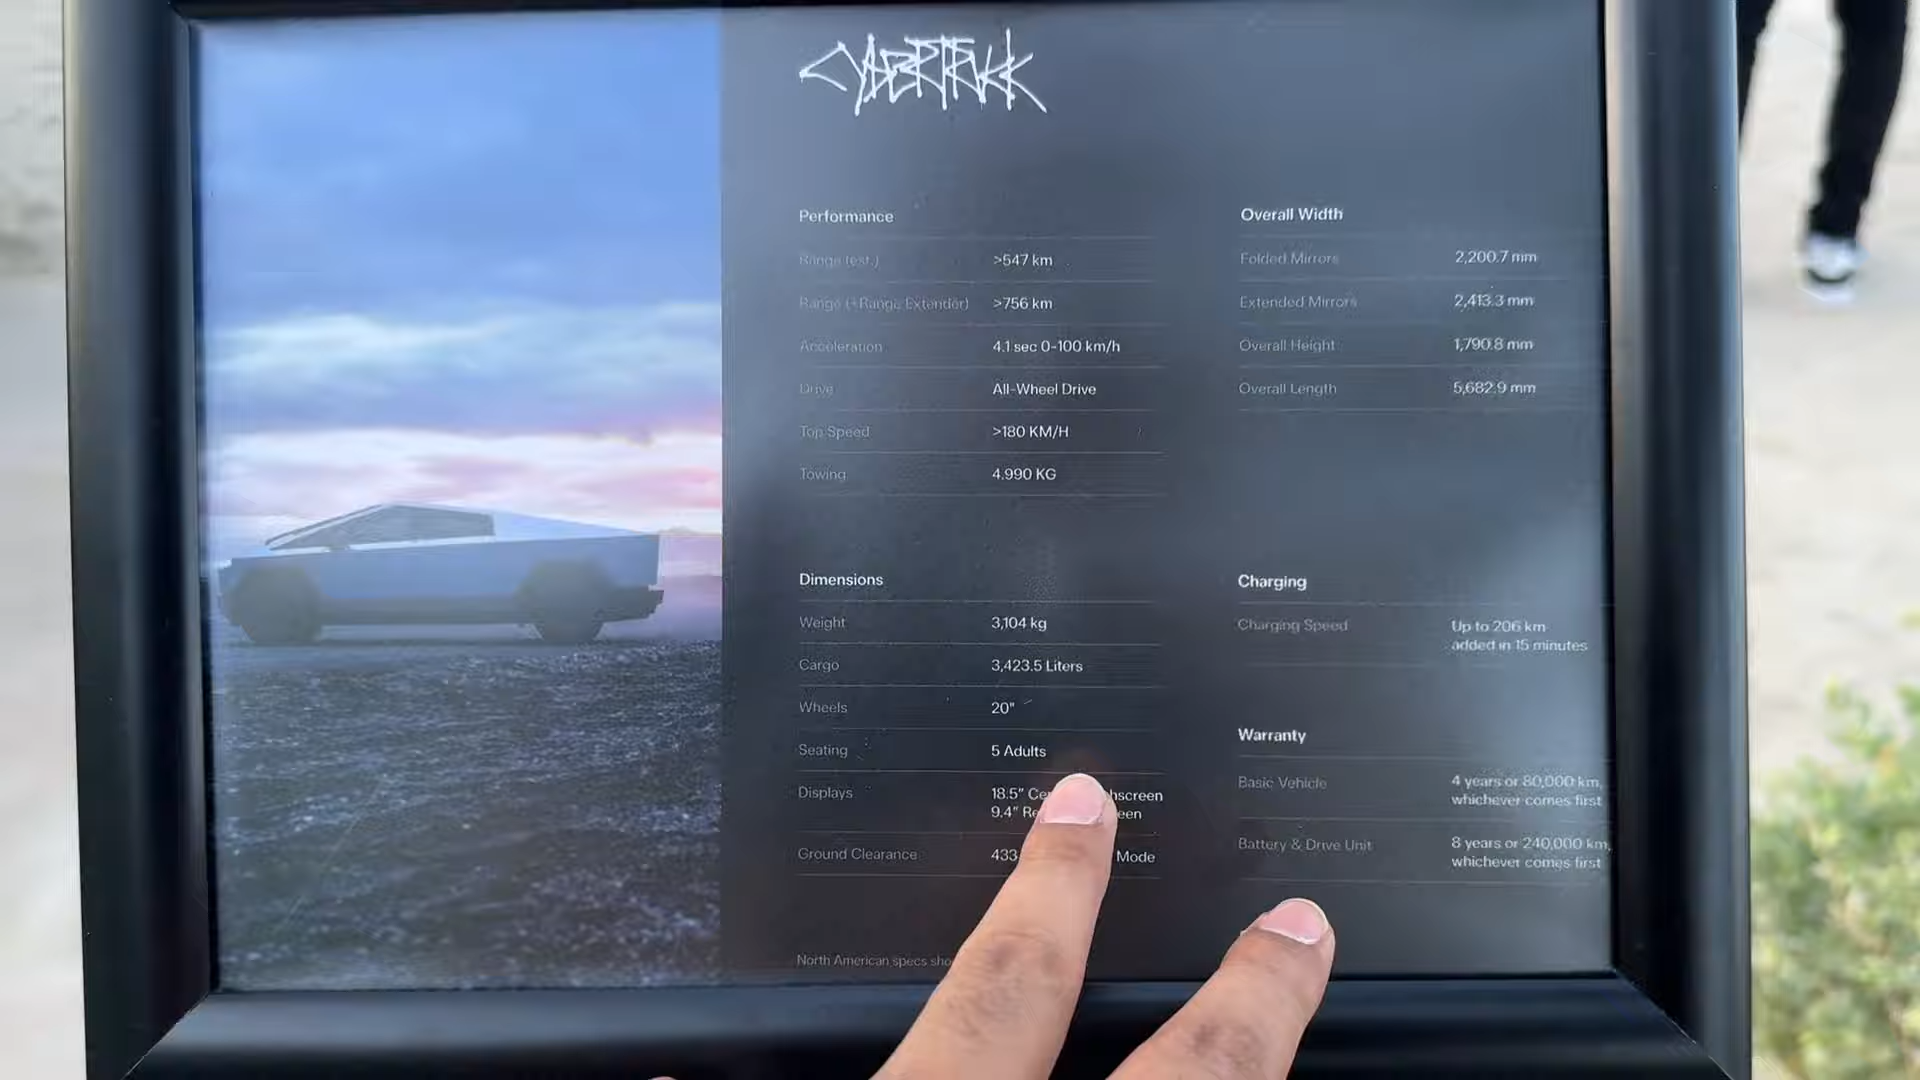 CYBERTRUCK
Performance
Range (est.) >547 km
Range (+Range Extender) >756 km
Acceleration 4.1 sec 0-100 km/h
Drive All-Wheel Drive
Top Speed >180 KM/H
Towing 4.990 KG
Overall Width
Folded Mirrors 2,200.7 mm
Extended Mirrors 2,413.3 mm
Overall Height 1,790.8 mm
Overall Length 5,682.9 mm
Dimensions
Weight 3,104 kg
Cargo 3,423.5 Liters
Wheels 20"
Seating 5 Adults
Displays 18.5"
9.4"
Ground Clearance 433 Mode
Charging
Charging Speed Up to 206 km
added in 15 minutes
Warranty
Basic Vehicle 4 years or 80,000 km,
whichever comes first
Battery & Drive Unit 8 years or 240,000 km,
whichever comes first
North American specs